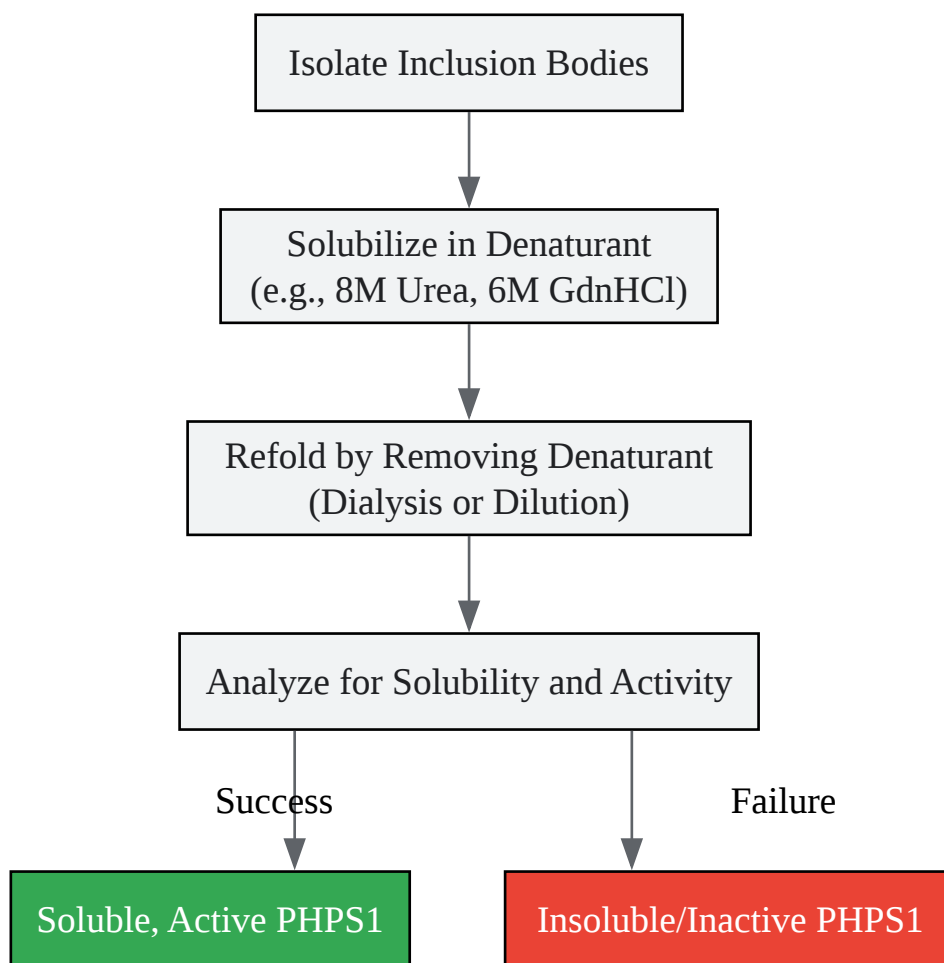 Isolate Inclusion Bodies
Solubilize in Denaturant
(e.g., 8M Urea, 6M GdnHCl)
Refold by Removing Denaturant
(Dialysis or Dilution)
Analyze for Solubility and Activity
Success
Failure
Soluble, Active PHPS1
Insoluble/Inactive PHPS1